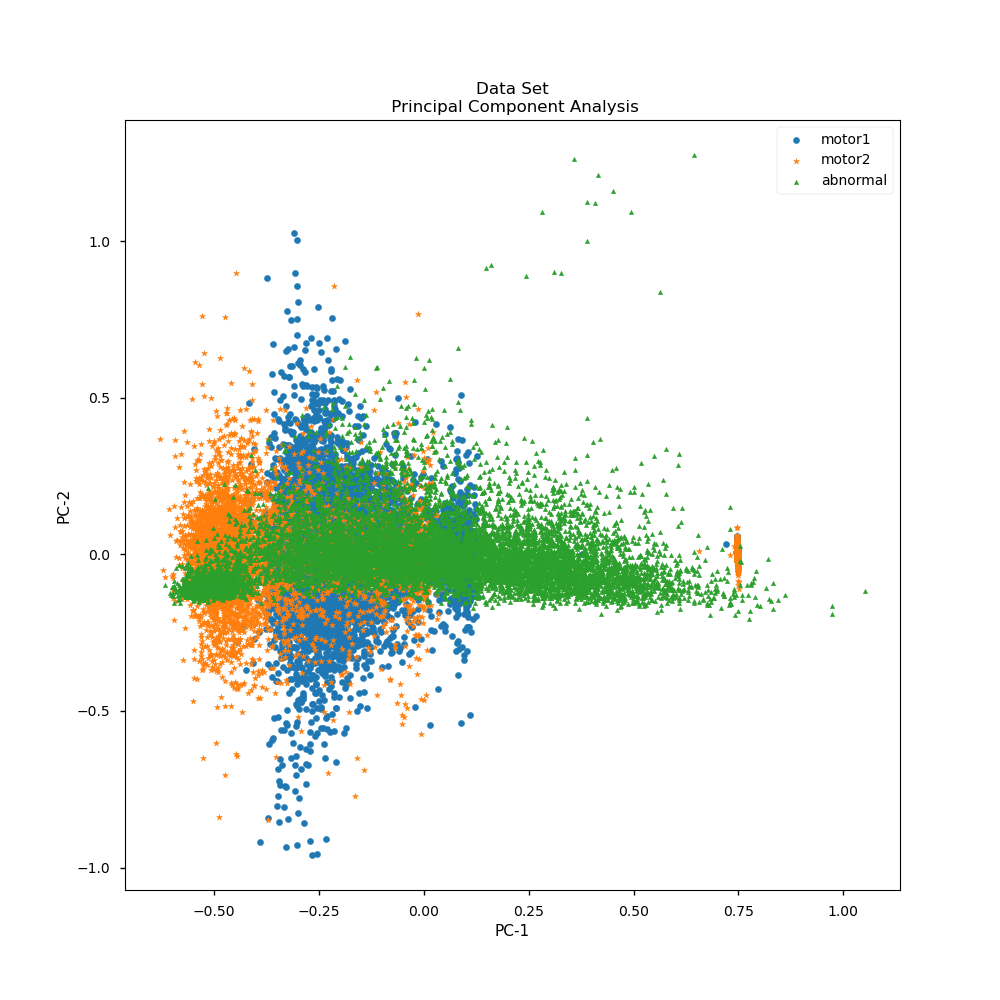 Data Set
Principal Component Analysis
motor1
motor2
abnormal
PC-2
1.0
0.5
0.0
−0.5
−1.0
−0.50
−0.25
0.00
0.25
0.50
0.75
1.00
PC-1